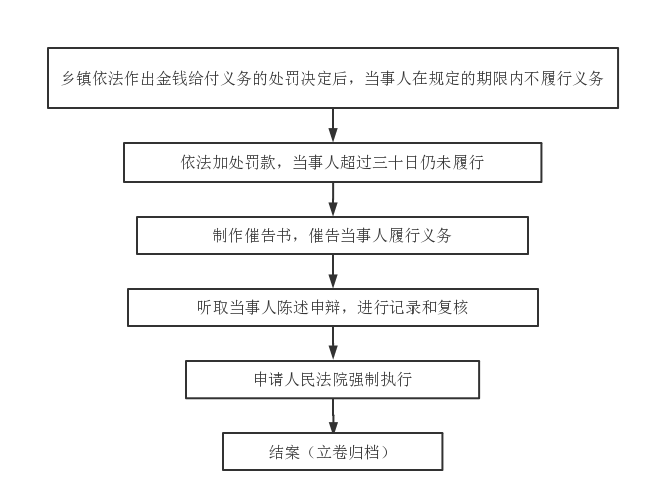 乡镇依法作出金钱给付义务的处罚决定后，当事人在规定的期限内不履行义务
依法加处罚款，当事人超过三十日仍未履行
制作催告书，催告当事人履行义务
听取当事人陈述申辩，进行记录和复核
申请人民法院强制执行
结案（立卷归档）